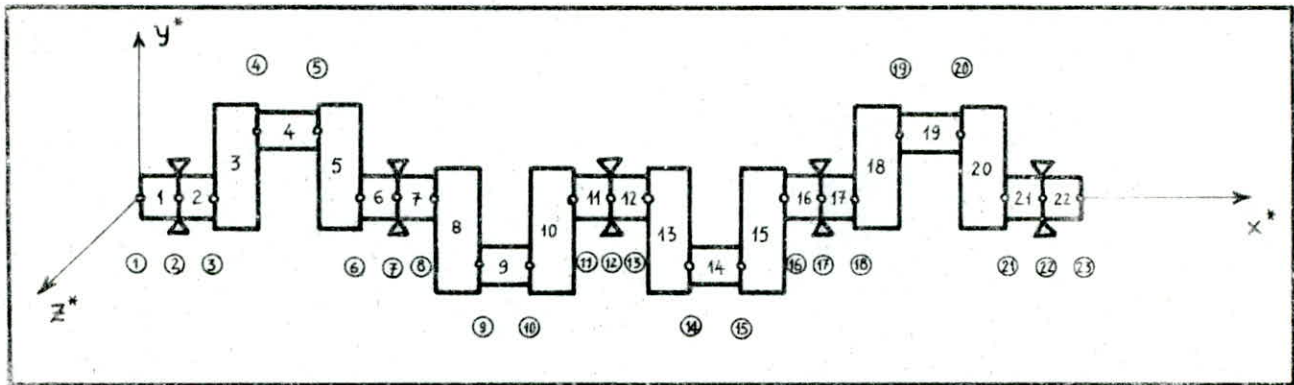 y*
④ ⑤ ⑲ ⑳
3 4 5 18 19 20
1 2 6 7 8 10 11 12 13 15 16 17 21 22
x*
9 14
① ② ③ ⑥ ⑦ ⑧ ⑪ ⑫ ⑬ ⑯ ⑰ ⑱ ㉑ ㉒ ㉓
z*
⑨ ⑩ ⑭ ⑮